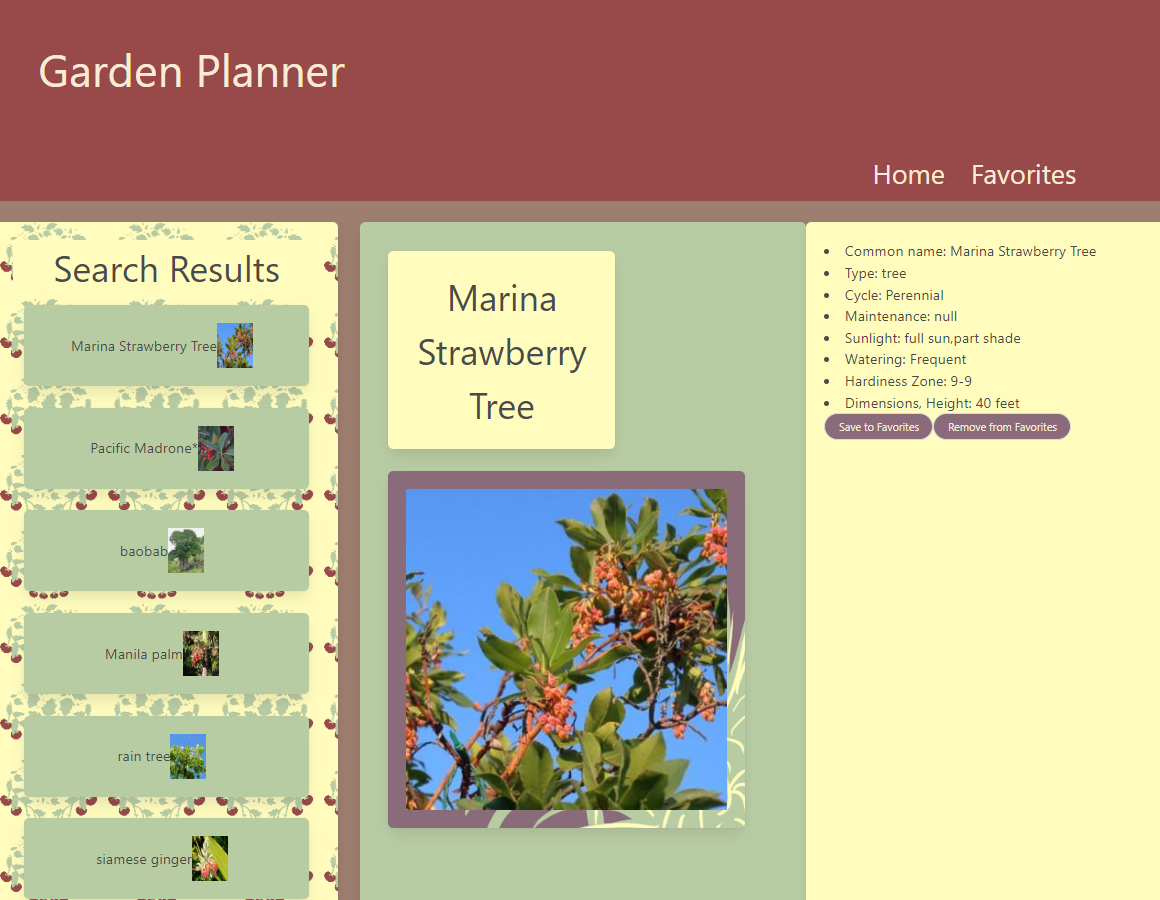 Garden Planner
Home Favorites
Search Results
Marina Strawberry Tree
Pacific Madrone*
baobab
Manila palm
rain tree
siamese ginger
Marina
Strawberry
Tree
Common name: Marina Strawberry Tree
Type: tree
Cycle: Perennial
Maintenance: null
Sunlight: full sun,part shade
Watering: Frequent
Hardiness Zone: 9-9
Dimensions, Height: 40 feet
Save to Favorites Remove from Favorites